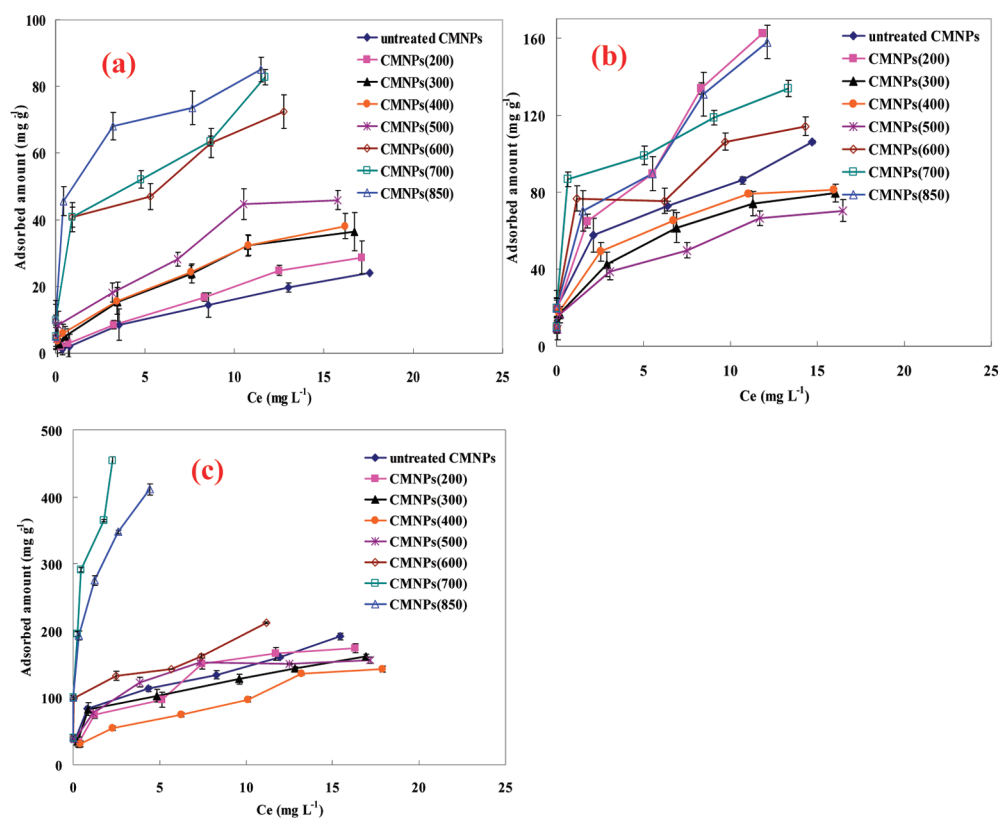 (a)
100
80
60
40
20
0
Adsorbed amount (mg g-1)
0 5 10 15 20 25
Ce (mg L-1)
untreated CMNPs
CMNPs(200)
CMNPs(300)
CMNPs(400)
CMNPs(500)
CMNPs(600)
CMNPs(700)
CMNPs(850)
(b)
160
120
80
40
0
Adsorbed amount (mg g-1)
0 5 10 15 20 25
Ce (mg L-1)
untreated CMNPs
CMNPs(200)
CMNPs(300)
CMNPs(400)
CMNPs(500)
CMNPs(600)
CMNPs(700)
CMNPs(850)
(c)
500
400
300
200
100
0
Adsorbed amount (mg g-1)
0 5 10 15 20 25
Ce (mg L-1)
untreated CMNPs
CMNPs(200)
CMNPs(300)
CMNPs(400)
CMNPs(500)
CMNPs(600)
CMNPs(700)
CMNPs(850)